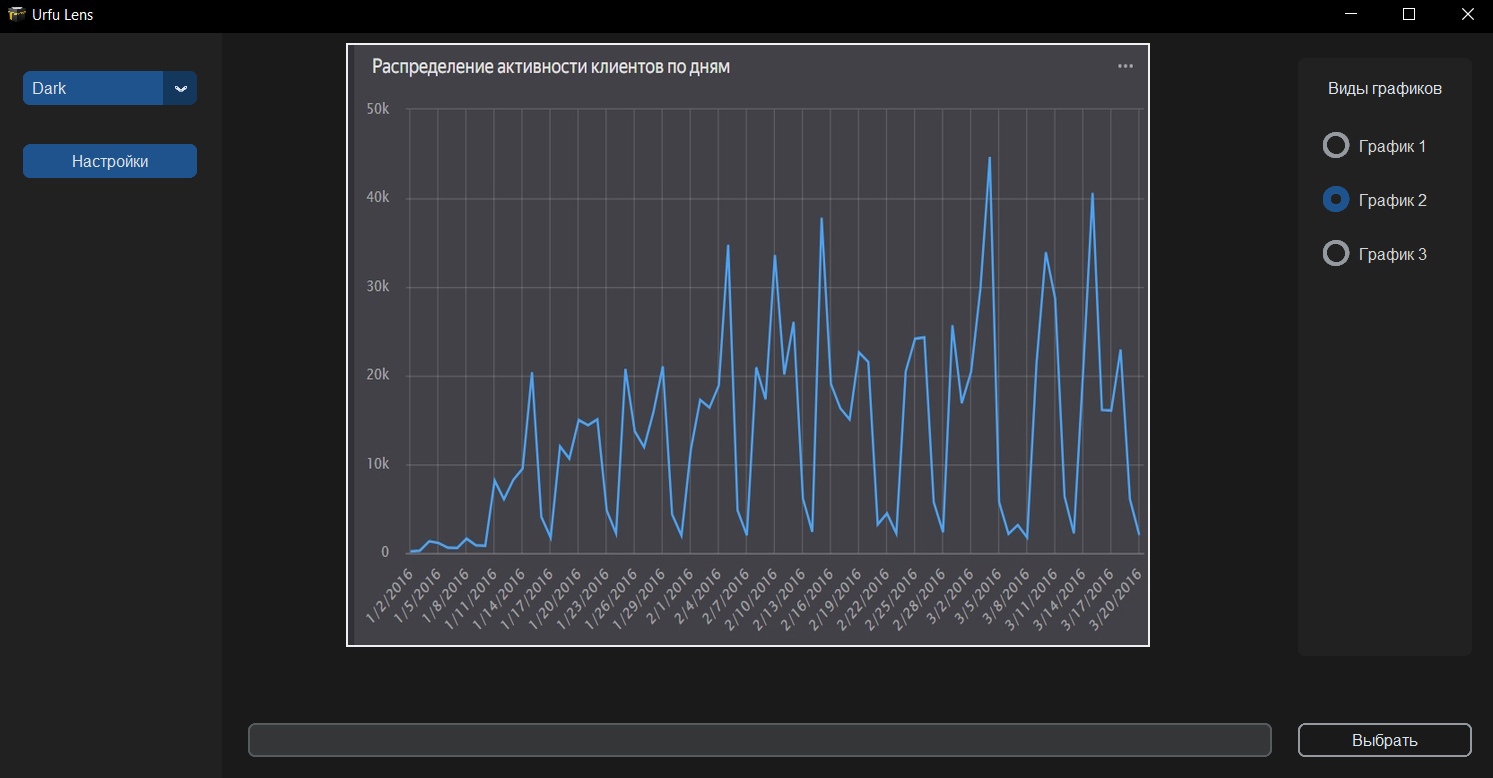 Urfu Lens
Dark
Настройки
Распределение активности клиентов по дням
50k
40k
30k
20k
10k
0
1/2/2016
1/5/2016
1/8/2016
1/11/2016
1/14/2016
1/17/2016
1/20/2016
1/23/2016
1/26/2016
1/29/2016
2/1/2016
2/4/2016
2/7/2016
2/10/2016
2/13/2016
2/16/2016
2/19/2016
2/22/2016
2/25/2016
2/28/2016
3/2/2016
3/5/2016
3/8/2016
3/11/2016
3/14/2016
3/17/2016
3/20/2016
Виды графиков
График 1
График 2
График 3
Выбрать